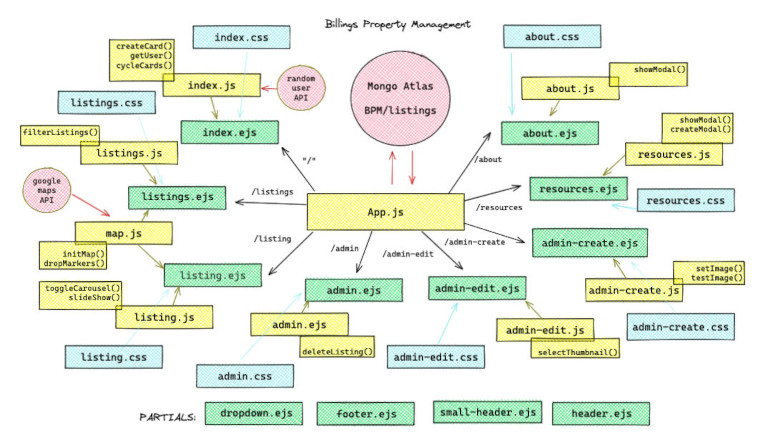 Billings Property Management
index.css
about.css
createCard()
getUser()
cycleCards()
index.js
random
user
API
Mongo Atlas
BPM/listings
showModal()
about.js
listings.css
index.ejs
about.ejs
filterListings()
listings.js
showModal()
createModal()
resources.js
"/"
/about
google
maps
API
listings.ejs
/listings
App.js
/resources
resources.ejs
resources.css
map.js
initMap()
dropMarkers()
/listing
/admin
/admin-edit
/admin-create
admin-create.ejs
listing.ejs
toggleCarousel()
slideShow()
listing.js
admin.ejs
admin-edit.ejs
setImage()
testImage()
admin-create.js
admin.ejs
deleteListing()
admin-edit.js
selectThumbnail()
admin-create.css
listing.css
admin.css
admin-edit.css
PARTIALS:
dropdown.ejs
footer.ejs
small-header.ejs
header.ejs